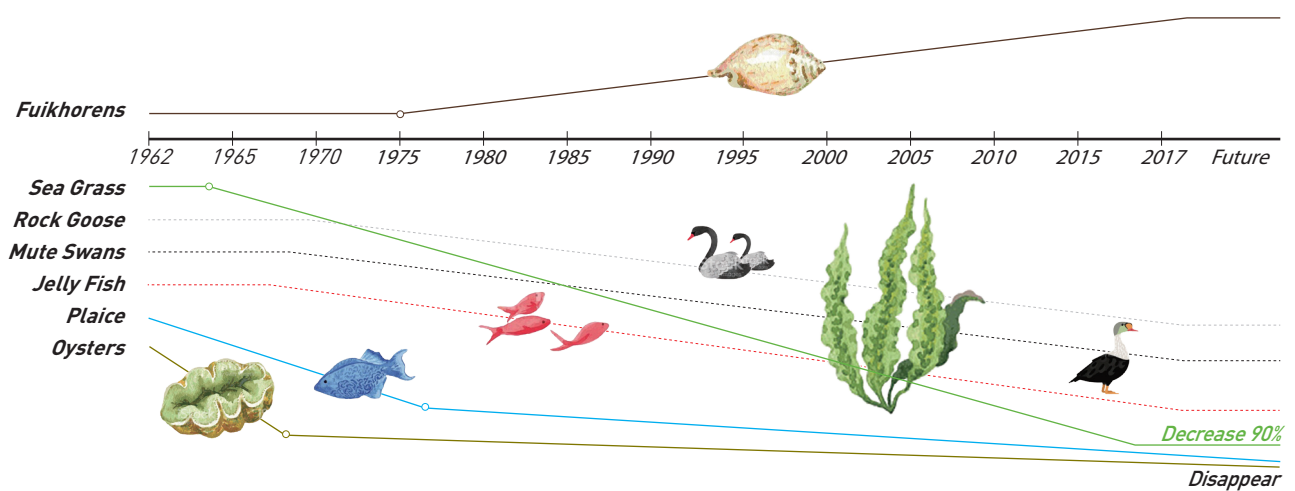 Fuikhorens
1962 1965 1970 1975 1980 1985 1990 1995 2000 2005 2010 2015 2017 Future
Sea Grass
Rock Goose
Mute Swans
Jelly Fish
Plaice
Oysters
Decrease 90%
Disappear